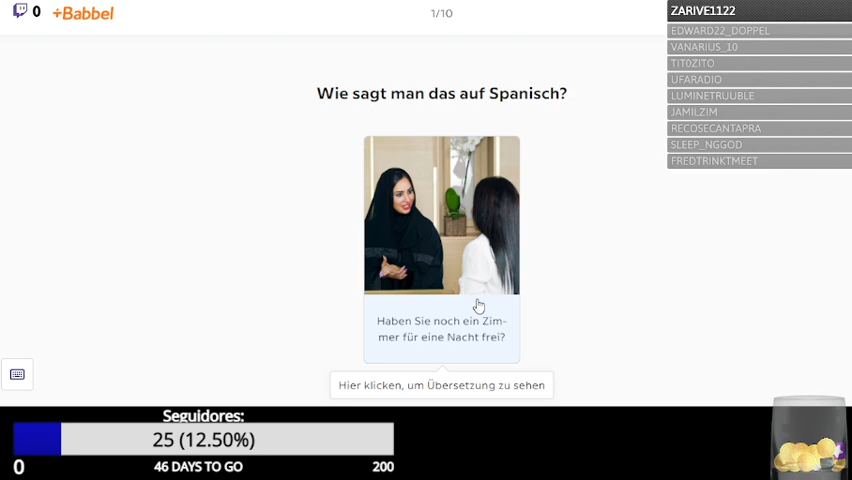 0 +Babbel
1/10
ZARIVE1122
EDWARD22_DOPPEL
VANARIUS_10
TIT0ZITO
UFARADIO
LUMINETRUUBLE
JAMILZIM
RECOSECANTAPRA
SLEEP_NGGOD
FREDTRINKTMEET
Wie sagt man das auf Spanisch?
Haben Sie noch ein Zim-
mer für eine Nacht frei?
Hier klicken, um Übersetzung zu sehen
Seguidores:
25 (12.50%)
0 46 DAYS TO GO 200